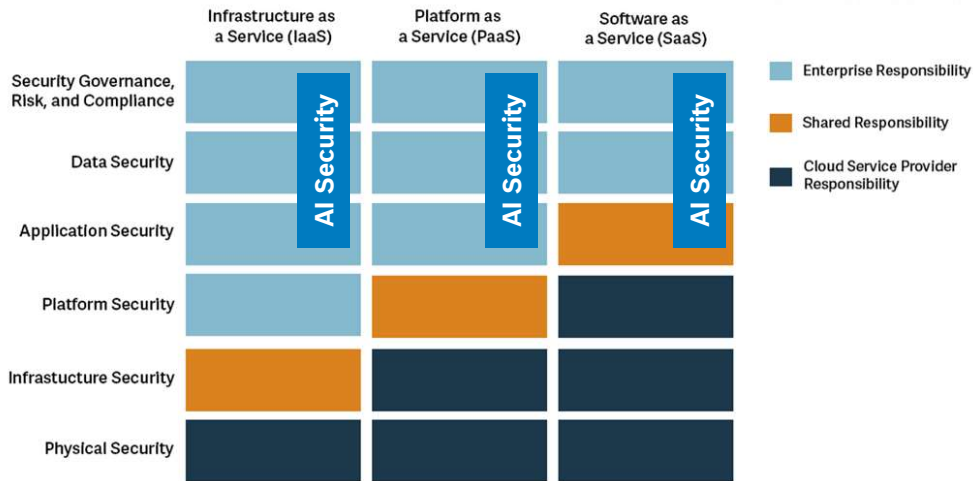 Infrastructure as
a Service (IaaS)
Platform as
a Service (PaaS)
Software as
a Service (SaaS)
Security Governance,
Risk, and Compliance
Data Security
Application Security
Platform Security
Infrastucture Security
Physical Security
AI Security
AI Security
AI Security
Enterprise Responsibility
Shared Responsibility
Cloud Service Provider
Responsibility